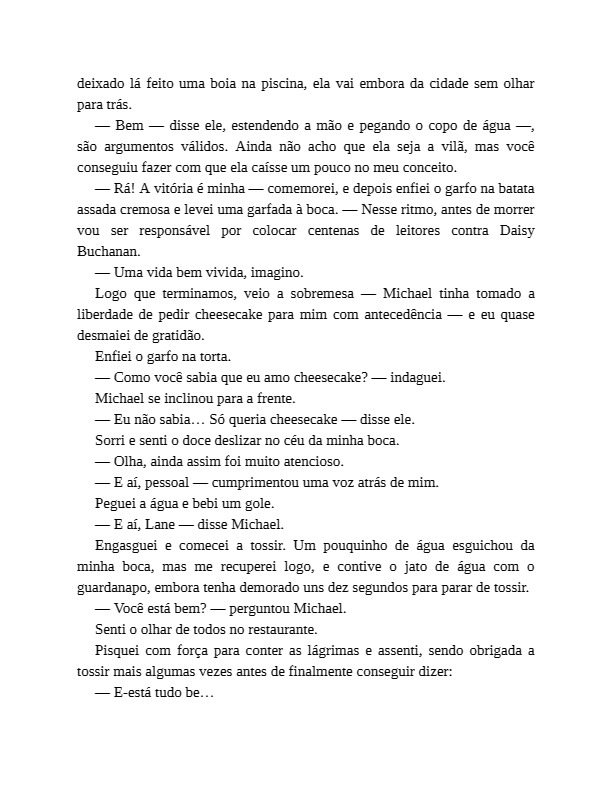 deixado lá feito uma boia na piscina, ela vai embora da cidade sem olhar
para trás.
— Bem — disse ele, estendendo a mão e pegando o copo de água —,
são argumentos válidos. Ainda não acho que ela seja a vilã, mas você
conseguiu fazer com que ela caísse um pouco no meu conceito.
— Rá! A vitória é minha — comemorei, e depois enfiei o garfo na batata
assada cremosa e levei uma garfada à boca. — Nesse ritmo, antes de morrer
vou ser responsável por colocar centenas de leitores contra Daisy
Buchanan.
— Uma vida bem vivida, imagino.
Logo que terminamos, veio a sobremesa — Michael tinha tomado a
liberdade de pedir cheesecake para mim com antecedência — e eu quase
desmaiei de gratidão.
Enfiei o garfo na torta.
— Como você sabia que eu amo cheesecake? — indaguei.
Michael se inclinou para a frente.
— Eu não sabia… Só queria cheesecake — disse ele.
Sorri e senti o doce deslizar no céu da minha boca.
— Olha, ainda assim foi muito atencioso.
— E aí, pessoal — cumprimentou uma voz atrás de mim.
Peguei a água e bebi um gole.
— E aí, Lane — disse Michael.
Engasguei e comecei a tossir. Um pouquinho de água esguichou da
minha boca, mas me recuperei logo, e contive o jato de água com o
guardanapo, embora tenha demorado uns dez segundos para parar de tossir.
— Você está bem? — perguntou Michael.
Senti o olhar de todos no restaurante.
Pisquei com força para conter as lágrimas e assenti, sendo obrigada a
tossir mais algumas vezes antes de finalmente conseguir dizer:
— E-está tudo be…